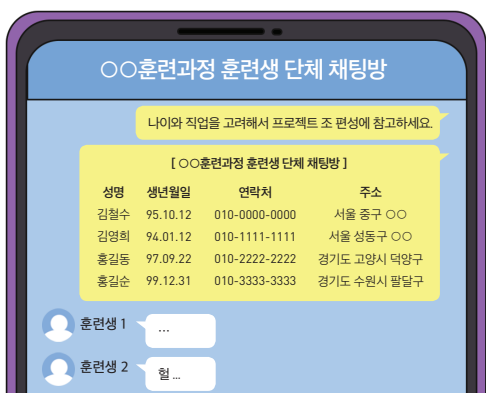 ○○훈련과정 훈련생 단체 채팅방
나이와 직업을 고려해서 프로젝트 조 편성에 참고하세요.
[ ○○훈련과정 훈련생 단체 채팅방 ]
성명 생년월일 연락처 주소
김철수 95.10.12 010-0000-0000 서울 중구 ○○
김영희 94.01.12 010-1111-1111 서울 성동구 ○○
홍길동 97.09.22 010-2222-2222 경기도 고양시 덕양구
홍길순 99.12.31 010-3333-3333 경기도 수원시 팔달구
훈련생 1 ...
훈련생 2 헐...